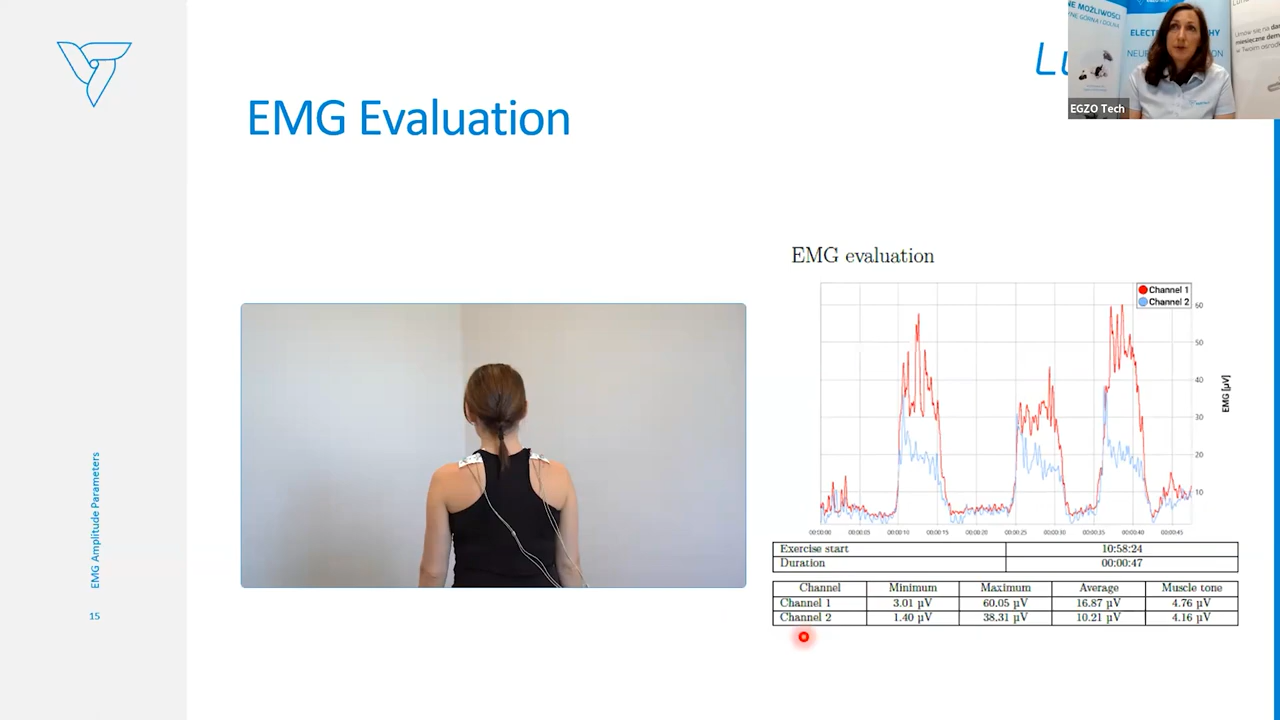 EMG Evaluation
EGZO Tech
EMG evaluation
Channel 1
Channel 2
60
50
40
30
20
10
EMG [µV]
00:00:00 00:00:05 00:00:10 00:00:15 00:00:20 00:00:25 00:00:30 00:00:35 00:00:40 00:00:45
Exercise start 10:58:24
Duration 00:00:47
Channel Minimum Maximum Average Muscle tone
Channel 1 3.01 µV 60.05 µV 16.87 µV 4.76 µV
Channel 2 1.40 µV 38.31 µV 10.21 µV 4.16 µV
EMG Amplitude Parameters
15